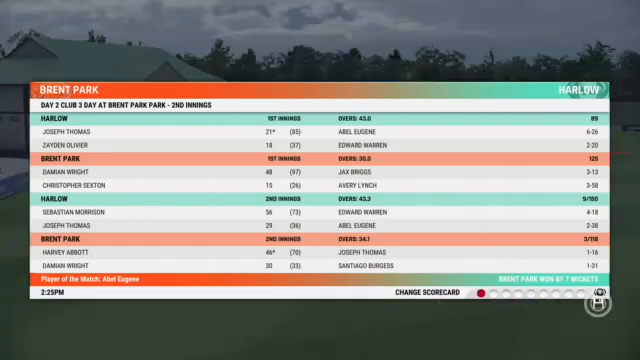 BRENT PARK HARLOW
DAY 2 CLUB 3 DAY AT BRENT PARK PARK - 2ND INNINGS
HARLOW 1ST INNINGS OVERS: 43.0 89
JOSEPH THOMAS 21* (85) ABEL EUGENE 6-26
ZAYDEN OLIVIER 18 (37) EDWARD WARREN 2-20
BRENT PARK 1ST INNINGS OVERS: 30.0 125
DAMIAN WRIGHT 48 (97) JAX BRIGGS 3-13
CHRISTOPHER SEXTON 15 (26) AVERY LYNCH 3-58
HARLOW 2ND INNINGS OVERS: 43.3 9/150
SEBASTIAN MORRISON 56 (73) EDWARD WARREN 4-18
JOSEPH THOMAS 29 (36) ABEL EUGENE 2-38
BRENT PARK 2ND INNINGS OVERS: 34.1 3/118
HARVEY ABBOTT 46* (70) JOSEPH THOMAS 1-16
DAMIAN WRIGHT 30 (33) SANTIAGO BURGESS 1-31
Player of the Match: Abel Eugene BRENT PARK WON BY 7 WICKETS
2:25PM CHANGE SCORECARD